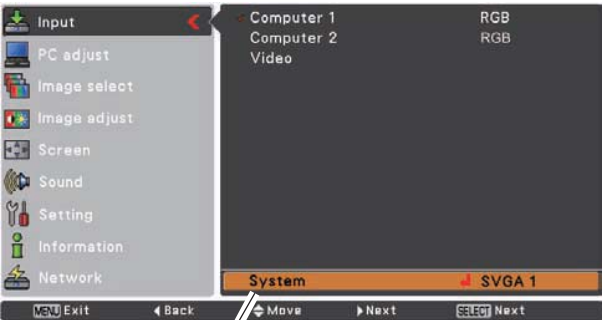 Input
PC adjust
Image select
Image adjust
Screen
Sound
Setting
Information
Network
Computer 1 RGB
Computer 2 RGB
Video
System SVGA 1
MENU Exit Back Move Next SELECT Next